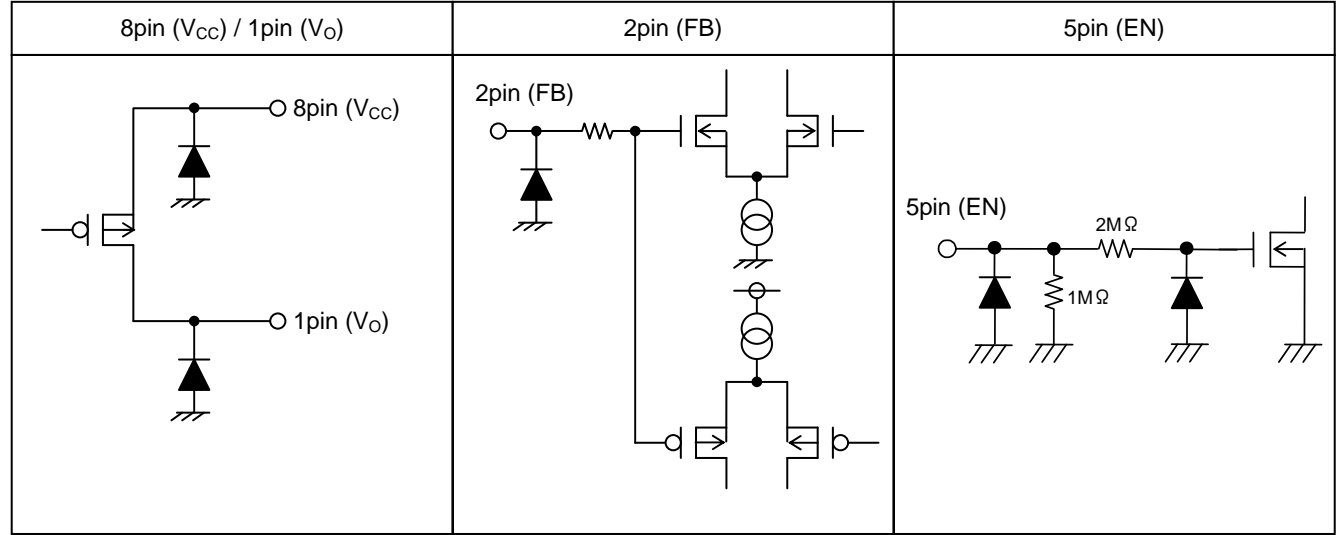 8pin (VCC) / 1pin (VO)
2pin (FB)
5pin (EN)
8pin (VCC)
1pin (VO)
2pin (FB)
5pin (EN)
2MΩ
1MΩ